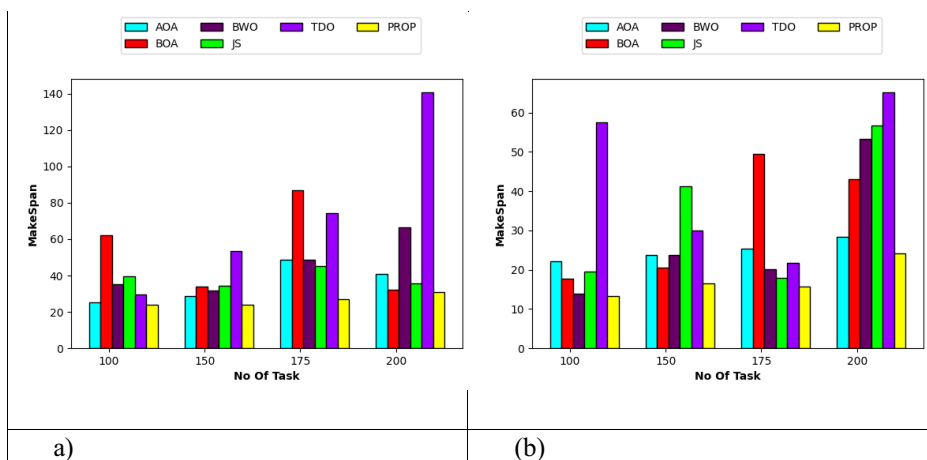 AOA BWO TDO PROP
BOA JS
MakeSpan
140
120
100
80
60
40
20
0
100 150 175 200
No Of Task
a)
AOA BWO TDO PROP
BOA JS
MakeSpan
60
50
40
30
20
10
0
100 150 175 200
No Of Task
(b)